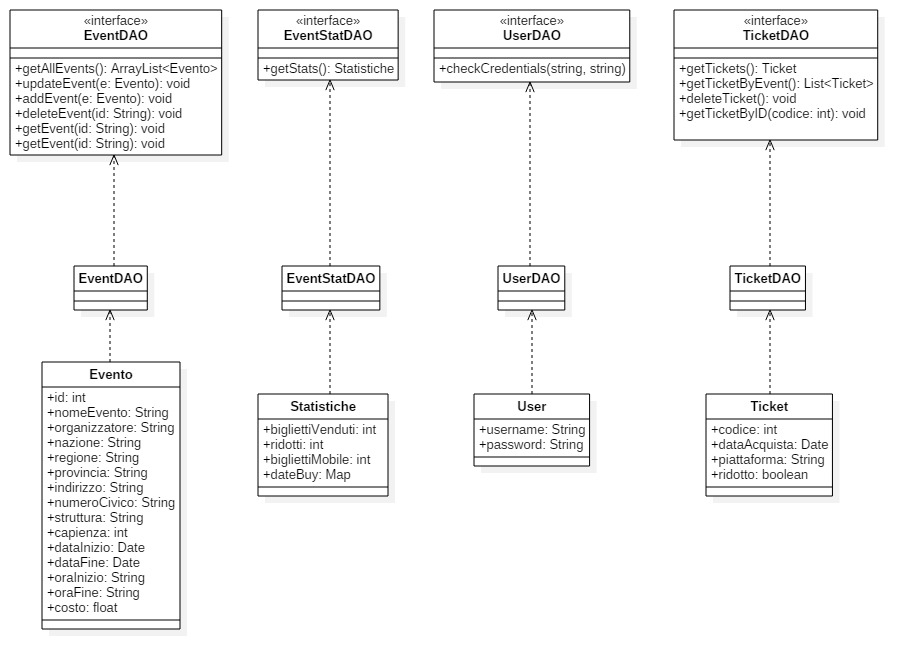 «interface»
EventDAO
+getAllEvents(): ArrayList<Evento>
+updateEvent(e: Evento): void
+addEvent(e: Evento): void
+deleteEvent(id: String): void
+getEvent(id: String): void
+getEvent(id: String): void
«interface»
EventStatDAO
+getStats(): Statistiche
«interface»
UserDAO
+checkCredentials(string, string)
«interface»
TicketDAO
+getTickets(): Ticket
+getTicketByEvent(): List<Ticket>
+deleteTicket(): void
+getTicketByID(codice: int): void
EventDAO
EventStatDAO
UserDAO
TicketDAO
Evento
+id: int
+nomeEvento: String
+organizzatore: String
+nazione: String
+regione: String
+provincia: String
+indirizzo: String
+numeroCivico: String
+struttura: String
+capienza: int
+dataInizio: Date
+dataFine: Date
+oraInizio: String
+oraFine: String
+costo: float
Statistiche
+bigliettiVenduti: int
+ridotti: int
+bigliettiMobile: int
+dateBuy: Map
User
+username: String
+password: String
Ticket
+codice: int
+dataAcquista: Date
+piattaforma: String
+ridotto: boolean